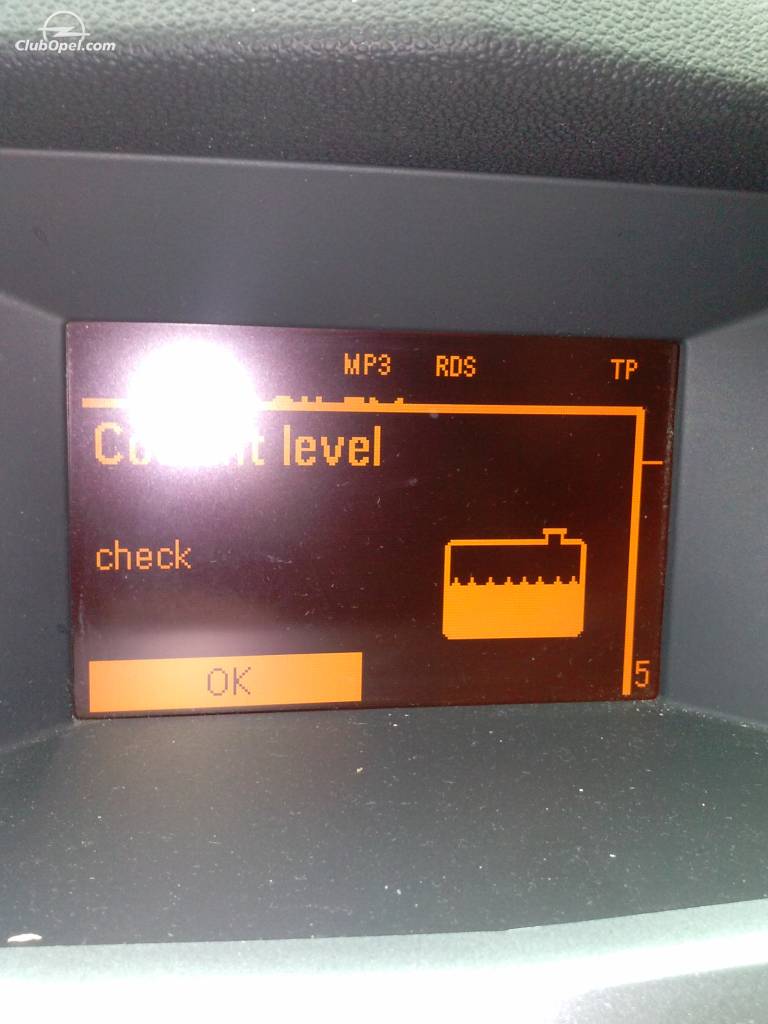 ClubOpel.com
MP3 RDS TP
level
check
OK
5